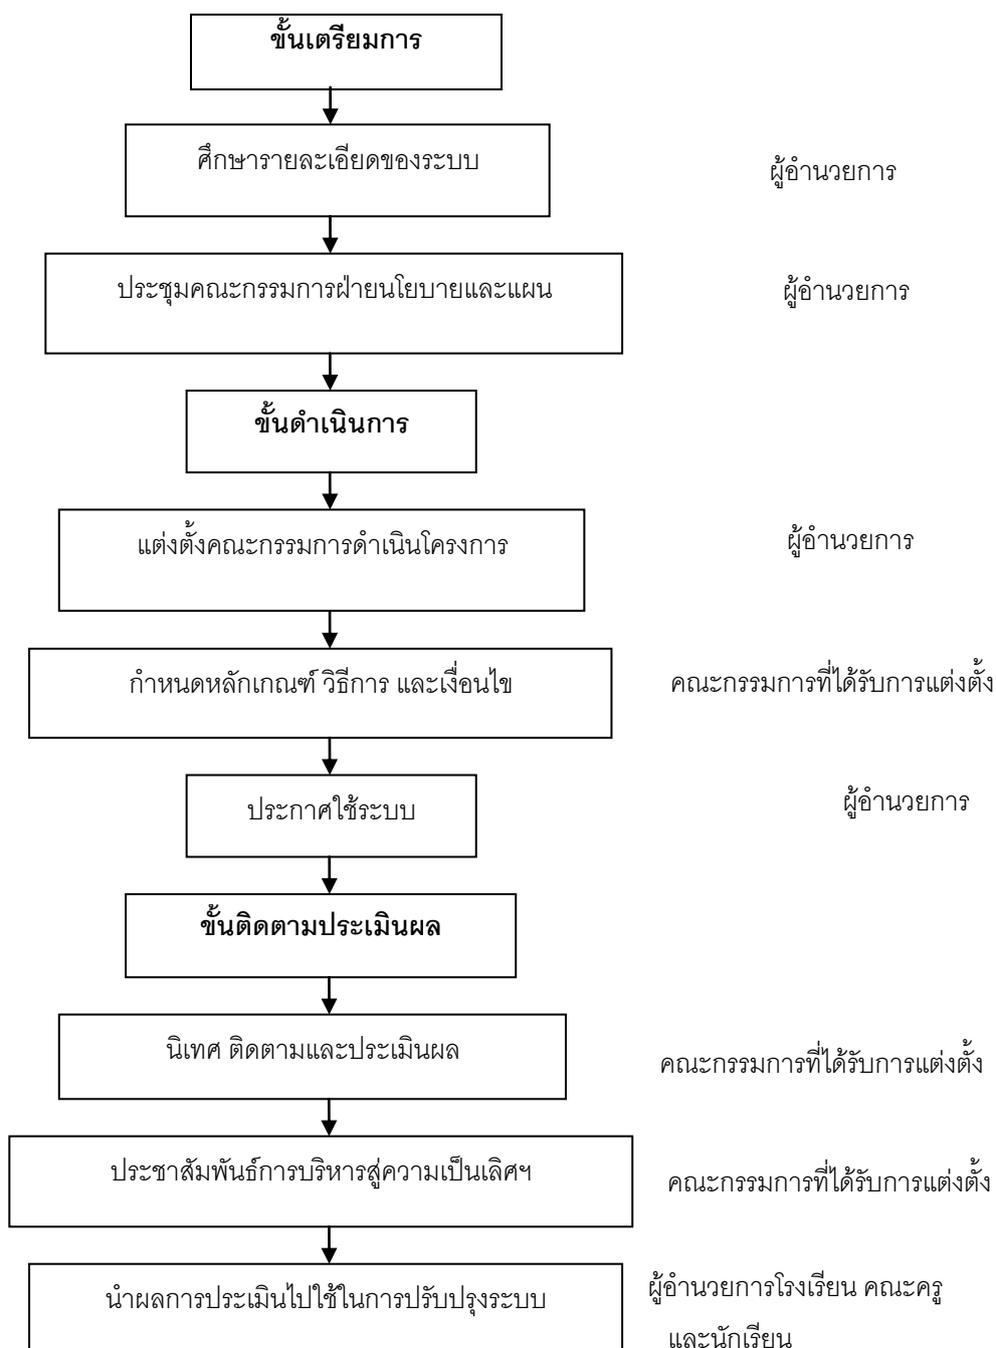 ขั้นเตรียมการ
ศึกษารายละเอียดของระบบ
ผู้อำนวยการ
ประชุมคณะกรรมการฝ่ายนโยบายและแผน
ผู้อำนวยการ
ขั้นดำเนินการ
แต่งตั้งคณะกรรมการดำเนินโครงการ
ผู้อำนวยการ
กำหนดหลักเกณฑ์ วิธีการ และเงื่อนไข
คณะกรรมการที่ได้รับการแต่งตั้ง
ประกาศใช้ระบบ
ผู้อำนวยการ
ขั้นติดตามประเมินผล
นิเทศ ติดตามและประเมินผล
คณะกรรมการที่ได้รับการแต่งตั้ง
ประชาสัมพันธ์การบริหารสู่ความเป็นเลิศฯ
คณะกรรมการที่ได้รับการแต่งตั้ง
นำผลการประเมินไปใช้ในการปรับปรุงระบบ
ผู้อำนวยการโรงเรียน คณะครู
และนักเรียน